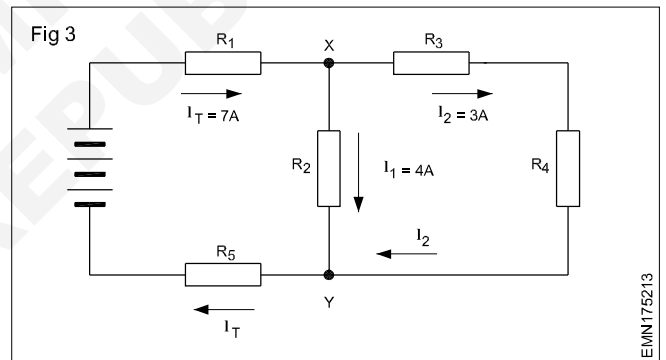 Fig 3
R1
X
R3
IT = 7A
I2 = 3A
R2
I1 = 4A
R4
I2
R5
Y
IT
EMN175213